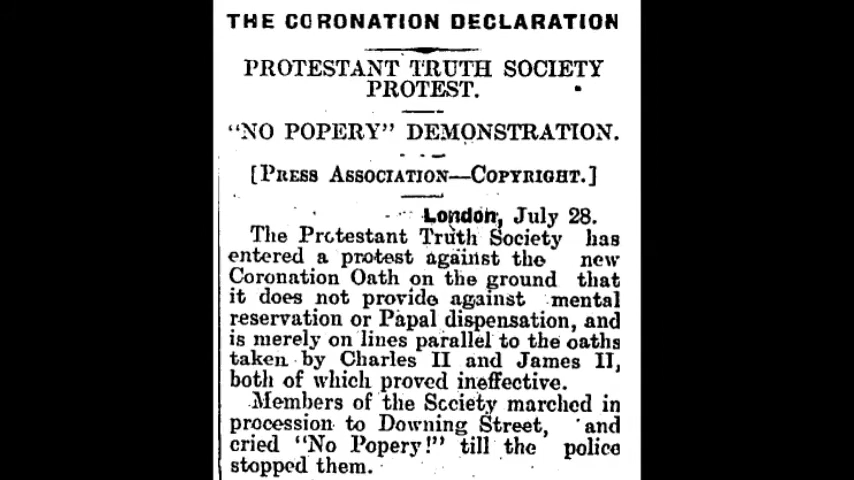 THE CORONATION DECLARATION
PROTESTANT TRUTH SOCIETY
PROTEST.
"NO POPERY" DEMONSTRATION.
[PRESS ASSOCIATION—COPYRIGHT.]
London, July 28.
The Protestant Truth Society has
entered a protest against the new
Coronation Oath on the ground that
it does not provide against mental
reservation or Papal dispensation, and
is merely on lines parallel to the oaths
taken by Charles II and James II,
both of which proved ineffective.
Members of the Society marched in
procession to Downing Street, and
cried "No Popery!" till the police
stopped them.